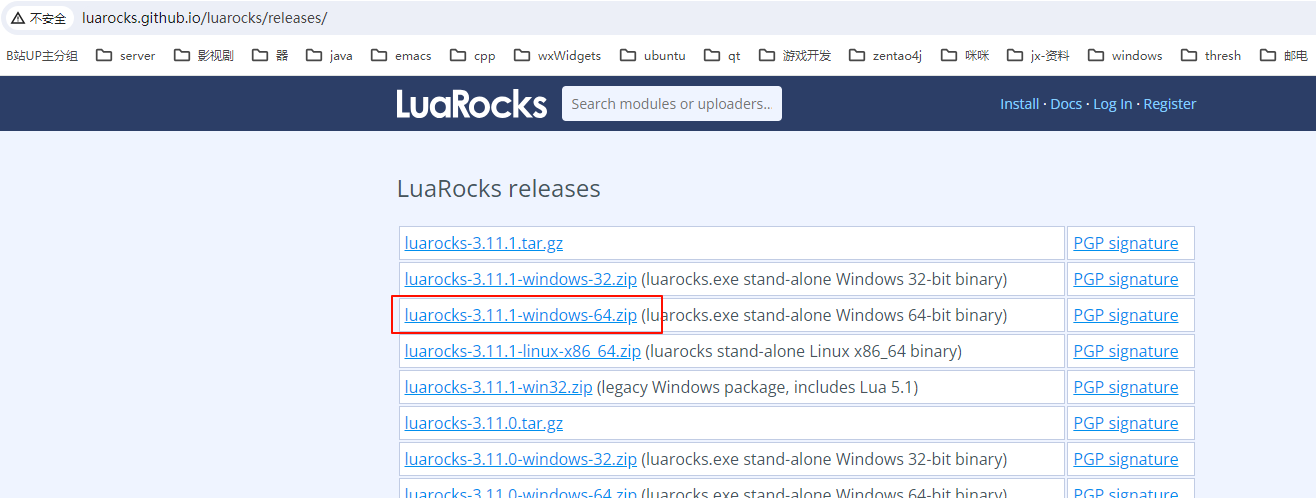 不安全 luarocks.github.io/luarocks/releases/
B站UP主分组 server 影视剧 器 java emacs cpp wxWidgets ubuntu qt 游戏开发 zentao4j 咪咪 jx-资料 windows thresh 邮电
LuaRocks Search modules or uploaders... Install · Docs · Log In · Register
LuaRocks releases
luarocks-3.11.1.tar.gz PGP signature
luarocks-3.11.1-windows-32.zip (luarocks.exe stand-alone Windows 32-bit binary) PGP signature
luarocks-3.11.1-windows-64.zip (luarocks.exe stand-alone Windows 64-bit binary) PGP signature
luarocks-3.11.1-linux-x86_64.zip (luarocks stand-alone Linux x86_64 binary) PGP signature
luarocks-3.11.1-win32.zip (legacy Windows package, includes Lua 5.1) PGP signature
luarocks-3.11.0.tar.gz PGP signature
luarocks-3.11.0-windows-32.zip (luarocks.exe stand-alone Windows 32-bit binary) PGP signature
luarocks-3.11.0-windows-64.zip (luarocks.exe stand-alone Windows 64-bit binary) PGP signature